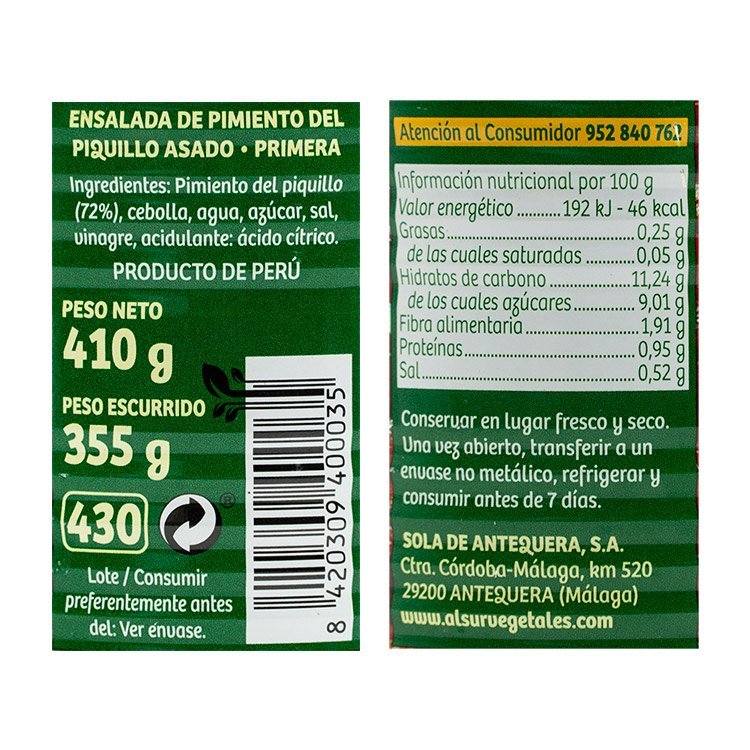 ENSALADA DE PIMIENTO DEL
PIQUILLO ASADO • PRIMERA
Ingredientes: Pimiento del piquillo
(72%), cebolla, agua, azúcar, sal,
vinagre, acidulante: ácido cítrico.
PRODUCTO DE PERÚ
PESO NETO
410 g
PESO ESCURRIDO
355 g
430
®
Lote / Consumir
preferentemente antes
del: Ver énvase.
8 420309 400035
Atención al Consumidor 952 840 762
Información nutricional por 100 g
Valor energético ........... 192 kJ - 46 kcal
Grasas ........... 0,25 g
de las cuales saturadas ........... 0,05 g
Hidratos de carbono ........... 11,24 g
de los cuales azúcares ........... 9,01 g
Fibra alimentaria ........... 1,91 g
Proteínas ........... 0,95 g
Sal ........... 0,52 g
Conservar en lugar fresco y seco.
Una vez abierto, transferir a un
envase no metálico, refrigerar y
consumir antes de 7 días.
SOLA DE ANTEQUERA, S.A.
Ctra. Córdoba-Málaga, km 520
29200 ANTEQUERA (Málaga)
www.alsurvegetales.com